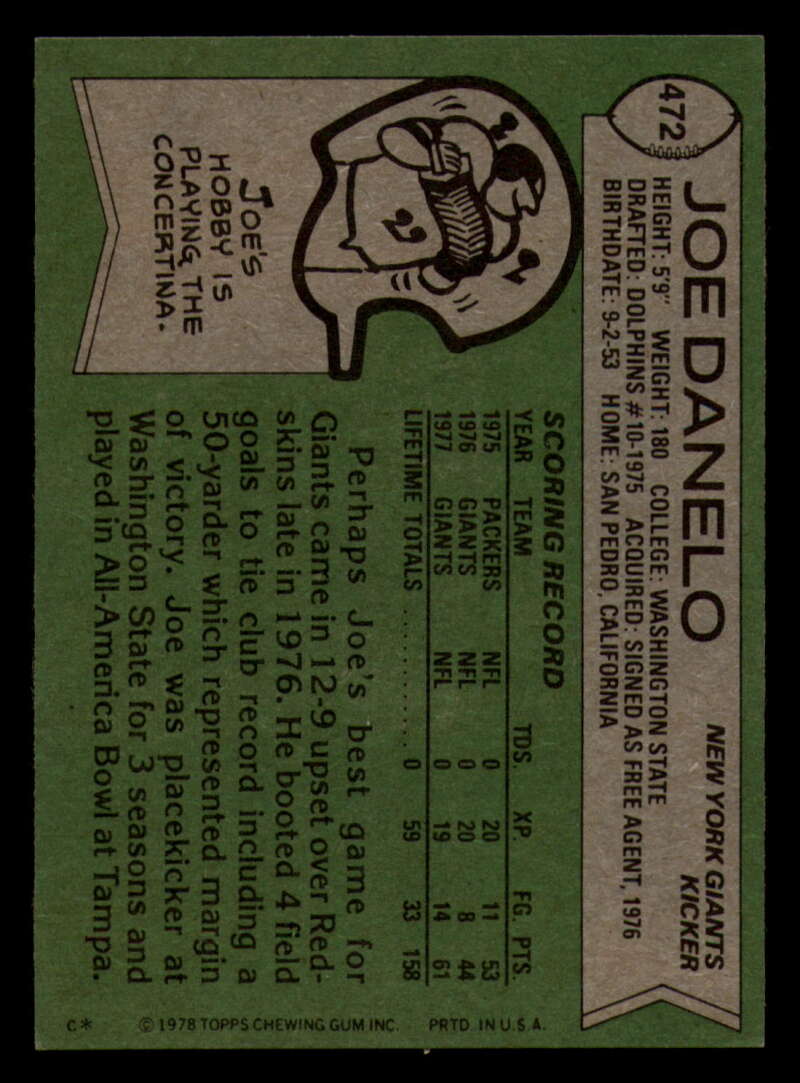 472
JOE DANELO
NEW YORK GIANTS
KICKER
HEIGHT: 5'9" WEIGHT: 180 COLLEGE: WASHINGTON STATE
DRAFTED: DOLPHINS #10-1975 ACQUIRED: SIGNED AS FREE AGENT, 1976
BIRTHDATE: 9-2-53 HOME: SAN PEDRO, CALIFORNIA
JOE'S
HOBBY IS
PLAYING THE
CONCERTINA.
SCORING RECORD
YEAR TEAM TDS. XP. FG. PTS.
1975 PACKERS NFL 0 20 11 53
1976 GIANTS NFL 0 20 8 44
1977 GIANTS NFL 0 19 14 61
LIFETIME TOTALS .......... 0 59 33 158
Perhaps Joe's best game for
Giants came in 12-9 upset over Red-
skins late in 1976. He booted 4 field
goals to tie club record including a
50-yarder which represented margin
of victory. Joe was placekicker at
Washington State for 3 seasons and
played in All-America Bowl at Tampa.
C* © 1978 TOPPS CHEWING GUM INC. PRTD. IN U.S.A.